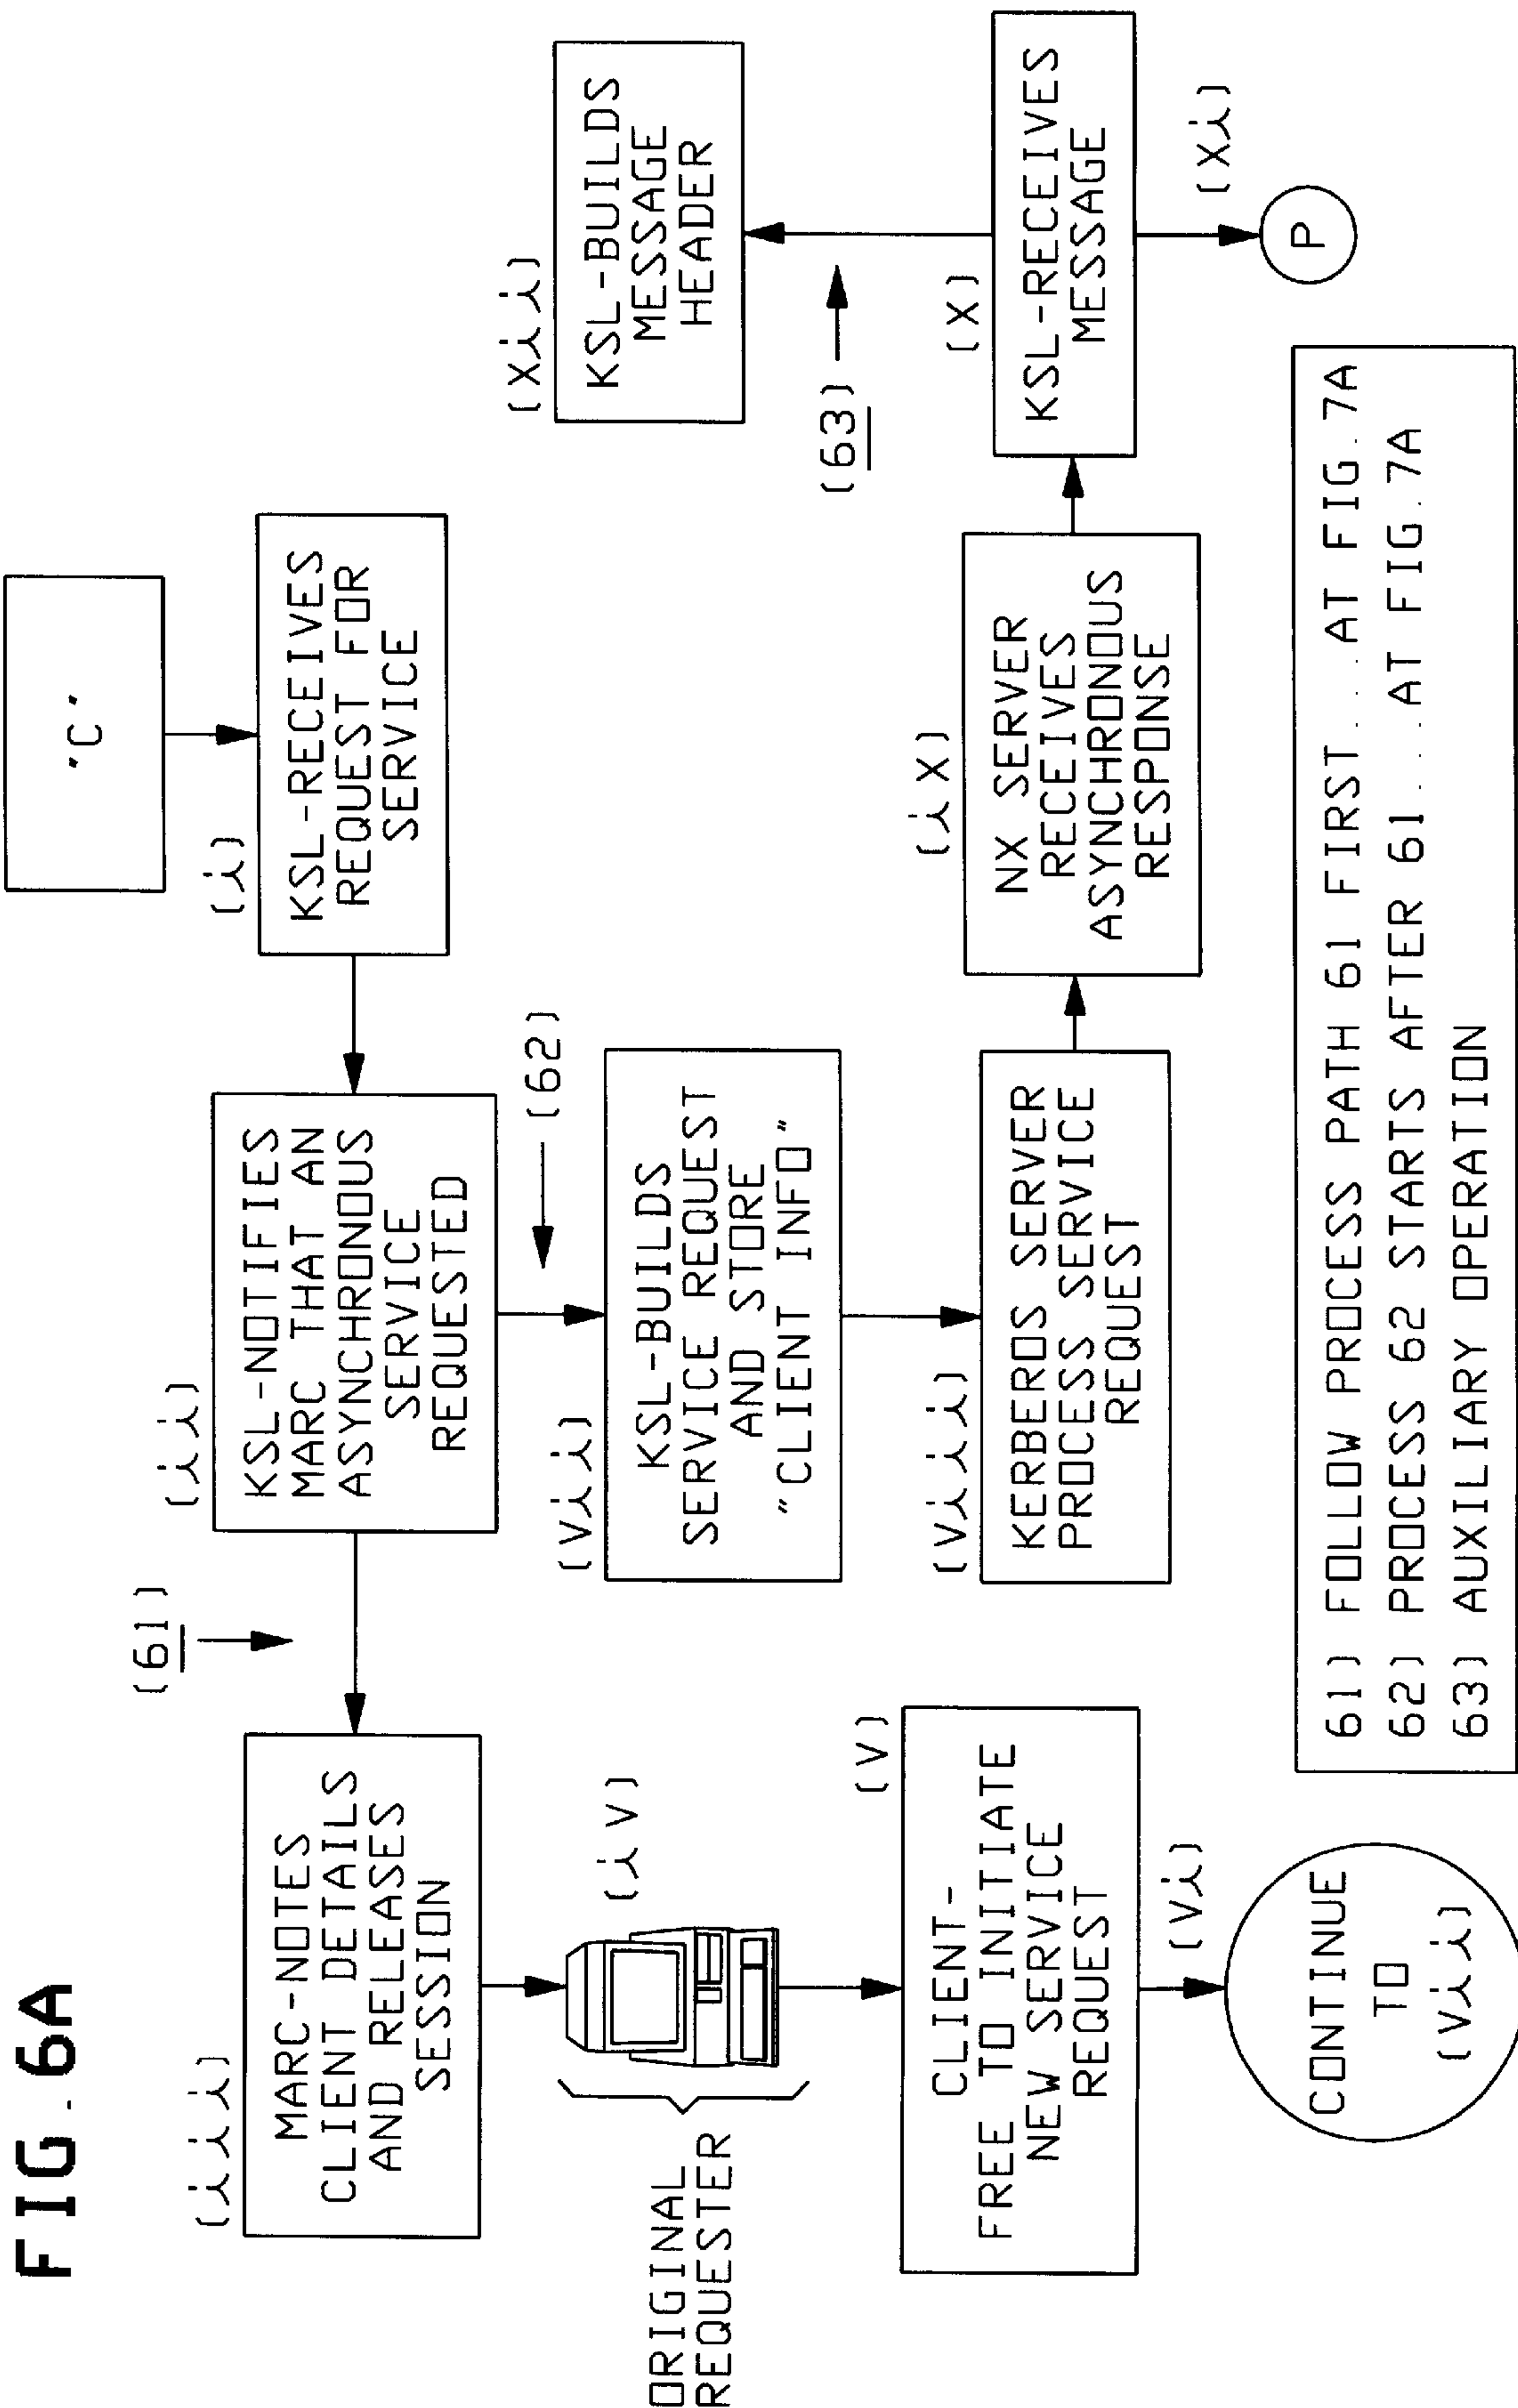 FIG. 6A
"C"
(i)
KSL-RECEIVES
REQUEST FOR
SERVICE
(ii)
KSL-NOTIFIES
MARC THAT AN
ASYNCHRONOUS
SERVICE
REQUESTED
(61)
(iii)
MARC-NOTES
CLIENT DETAILS
AND RELEASES
SESSION
(iV)
ORIGINAL
REQUESTER
(V)
CLIENT-
FREE TO INITIATE
NEW SERVICE
REQUEST
(Vi)
CONTINUE
TO
(Vii)
(62)
(Vii)
KSL-BUILDS
SERVICE REQUEST
AND STORE
"CLIENT INFO"
(Viii)
KERBEROS SERVER
PROCESS SERVICE
REQUEST
(iX)
NX SERVER
RECEIVES
ASYNCHRONOUS
RESPONSE
(X)
KSL-RECEIVES
MESSAGE
(Xi)
P
(63)
(Xii)
KSL-BUILDS
MESSAGE
HEADER
61) FOLLOW PROCESS PATH 61 FIRST...AT FIG.7A
62) PROCESS 62 STARTS AFTER 61...AT FIG.7A
63) AUXILIARY OPERATION